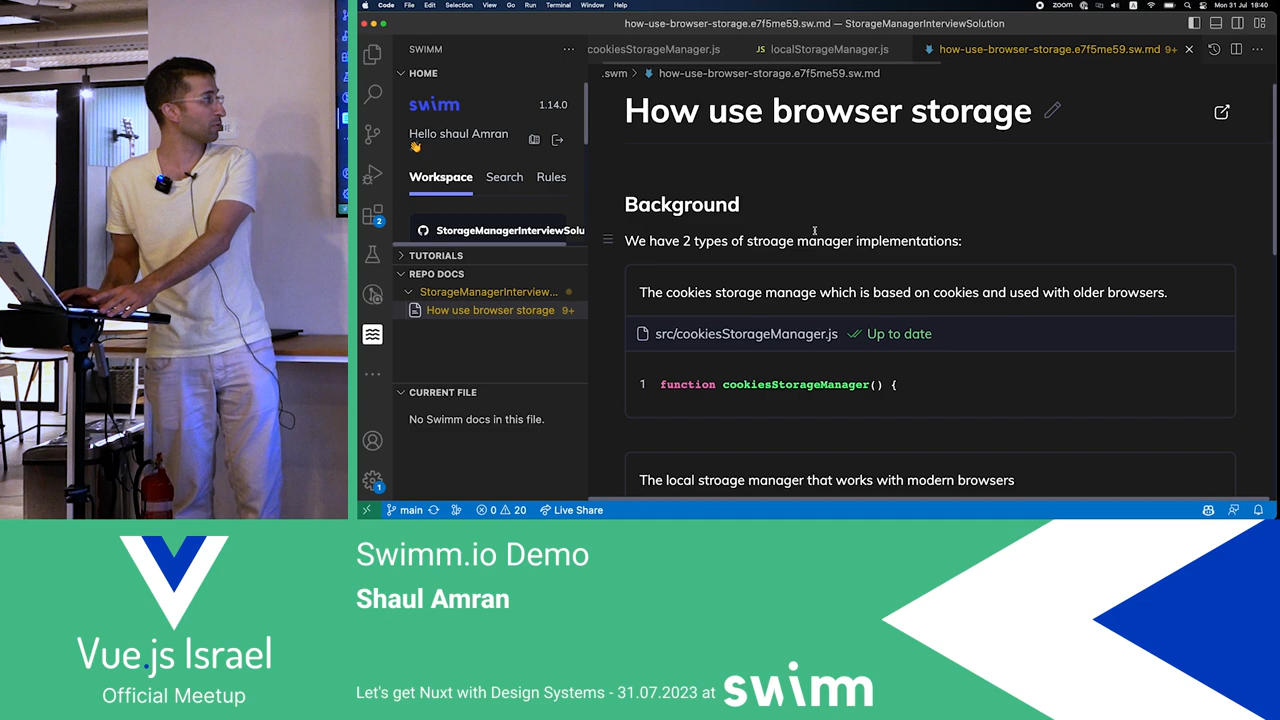 Code File Edit Selection View Go Run Terminal Window Help
zoom
A
Mon 31 Jul 18:40
how-use-browser-storage.e7f5me59.sw.md — StorageManagerInterviewSolution
SWIMM
cookiesStorageManager.js
JS localStorageManager.js
how-use-browser-storage.e7f5me59.sw.md 9+
.swm > how-use-browser-storage.e7f5me59.sw.md
HOME
swimm
1.14.0
Hello shaul Amran
👋
Workspace Search Rules
StorageManagerInterviewSolu
TUTORIALS
REPO DOCS
StorageManagerInterview...
How use browser storage 9+
CURRENT FILE
No Swimm docs in this file.
2
1
How use browser storage
Background
We have 2 types of stroage manager implementations:
The cookies storage manage which is based on cookies and used with older browsers.
src/cookiesStorageManager.js Up to date
1 function cookiesStorageManager() {
The local stroage manager that works with modern browsers
main
0 20
Live Share
Swimm.io Demo
Shaul Amran
Vue.js Israel
Official Meetup
Let's get Nuxt with Design Systems - 31.07.2023 at swimm